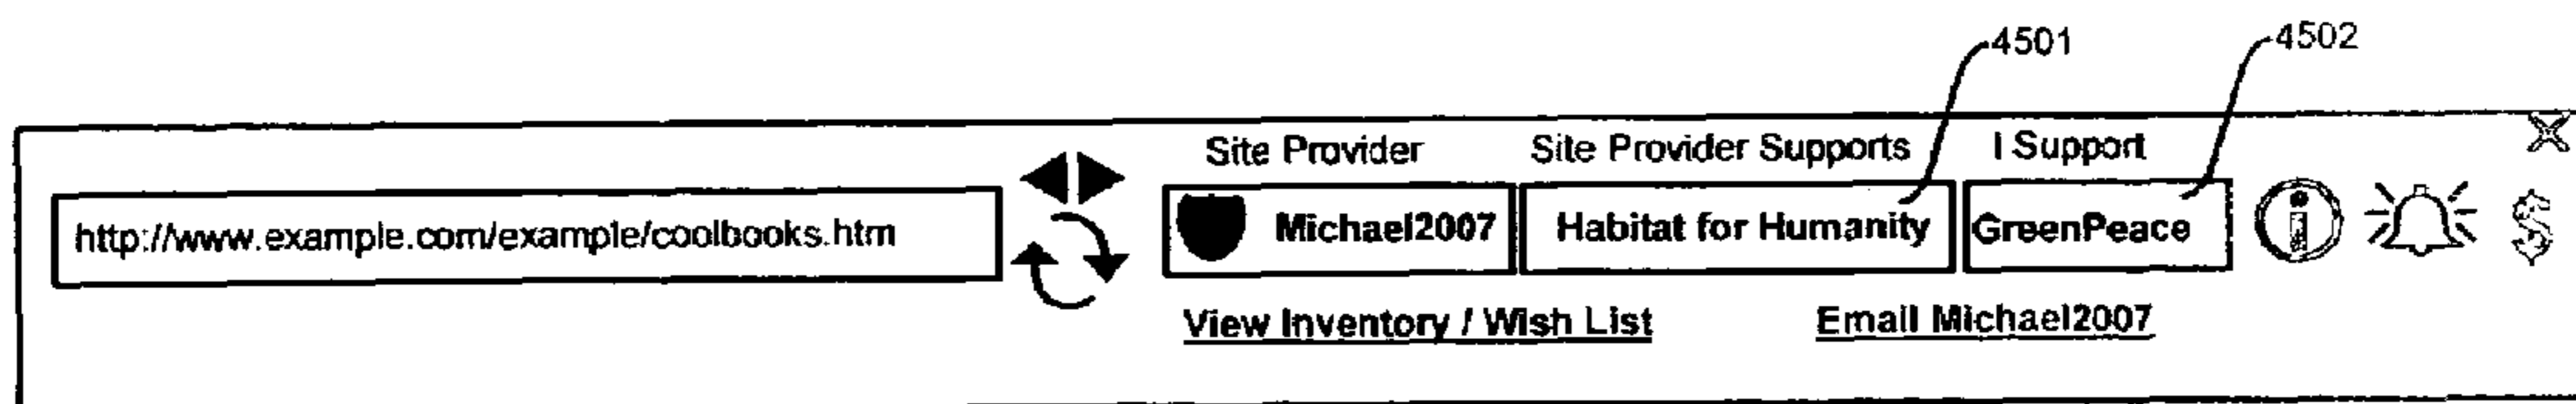 4501 4502
Site Provider Site Provider Supports I Support
http://www.example.com/example/coolbooks.htm Michael2007 Habitat for Humanity GreenPeace
View Inventory / Wish List Email Michael2007